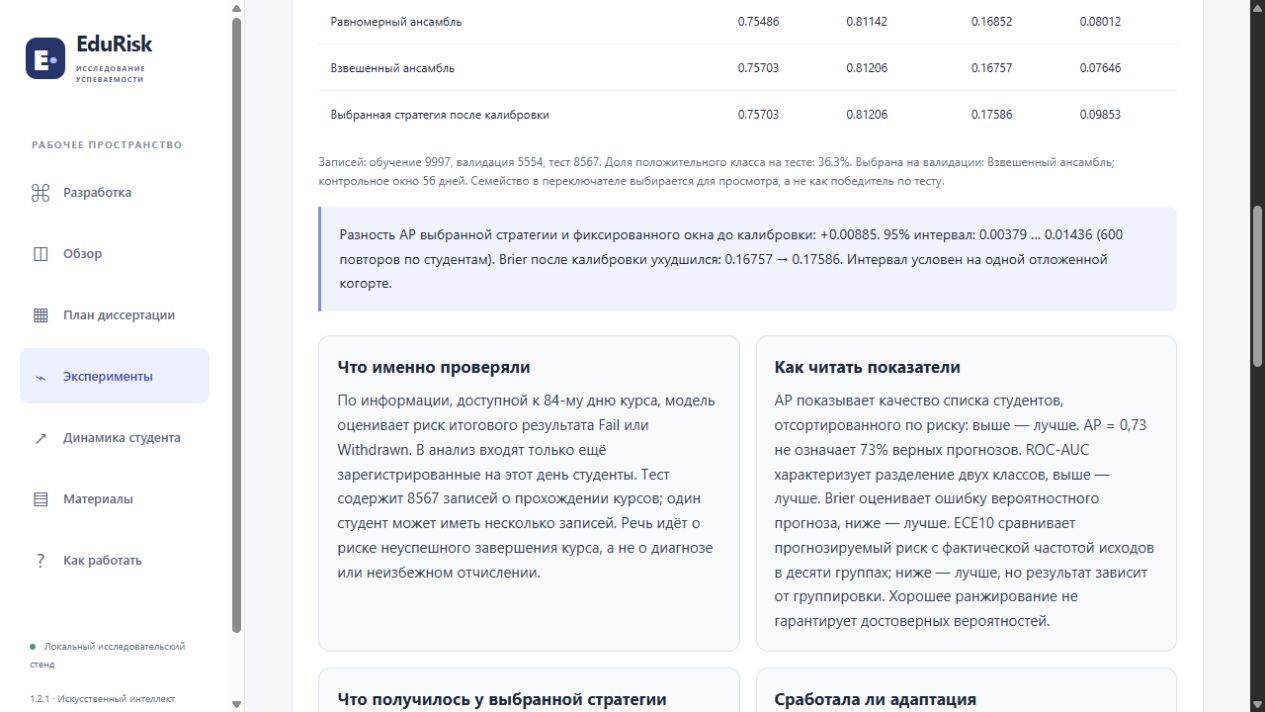 EduRisk
ИССЛЕДОВАНИЕ
УСПЕВАЕМОСТИ
РАБОЧЕЕ ПРОСТРАНСТВО
Разработка
Обзор
План диссертации
Эксперименты
Динамика студента
Материалы
? Как работать
Локальный исследовательский
стенд
1.2.1 · Искусственный интеллект
Равномерный ансамбль 0.75486 0.81142 0.16852 0.08012
Взвешенный ансамбль 0.75703 0.81206 0.16757 0.07646
Выбранная стратегия после калибровки 0.75703 0.81206 0.17586 0.09853
Записей: обучение 9997, валидация 5554, тест 8567. Доля положительного класса на тесте: 36.3%. Выбрана на валидации: Взвешенный ансамбль;
контрольное окно 56 дней. Семейство в переключателе выбирается для просмотра, а не как победитель по тесту.
Разность AP выбранной стратегии и фиксированного окна до калибровки: +0.00885. 95% интервал: 0.00379 … 0.01436 (600
повторов по студентам). Brier после калибровки ухудшился: 0.16757 → 0.17586. Интервал условен на одной отложенной
когорте.
Что именно проверяли
По информации, доступной к 84-му дню курса, модель
оценивает риск итогового результата Fail или
Withdrawn. В анализ входят только ещё
зарегистрированные на этот день студенты. Тест
содержит 8567 записей о прохождении курсов; один
студент может иметь несколько записей. Речь идёт о
риске неуспешного завершения курса, а не о диагнозе
или неизбежном отчислении.
Как читать показатели
AP показывает качество списка студентов,
отсортированного по риску: выше — лучше. AP = 0,73
не означает 73% верных прогнозов. ROC-AUC
характеризует разделение двух классов, выше —
лучше. Brier оценивает ошибку вероятностного
прогноза, ниже — лучше. ECE10 сравнивает
прогнозируемый риск с фактической частотой исходов
в десяти группах; ниже — лучше, но результат зависит
от группировки. Хорошее ранжирование не
гарантирует достоверных вероятностей.
Что получилось у выбранной стратегии
Сработала ли адаптация